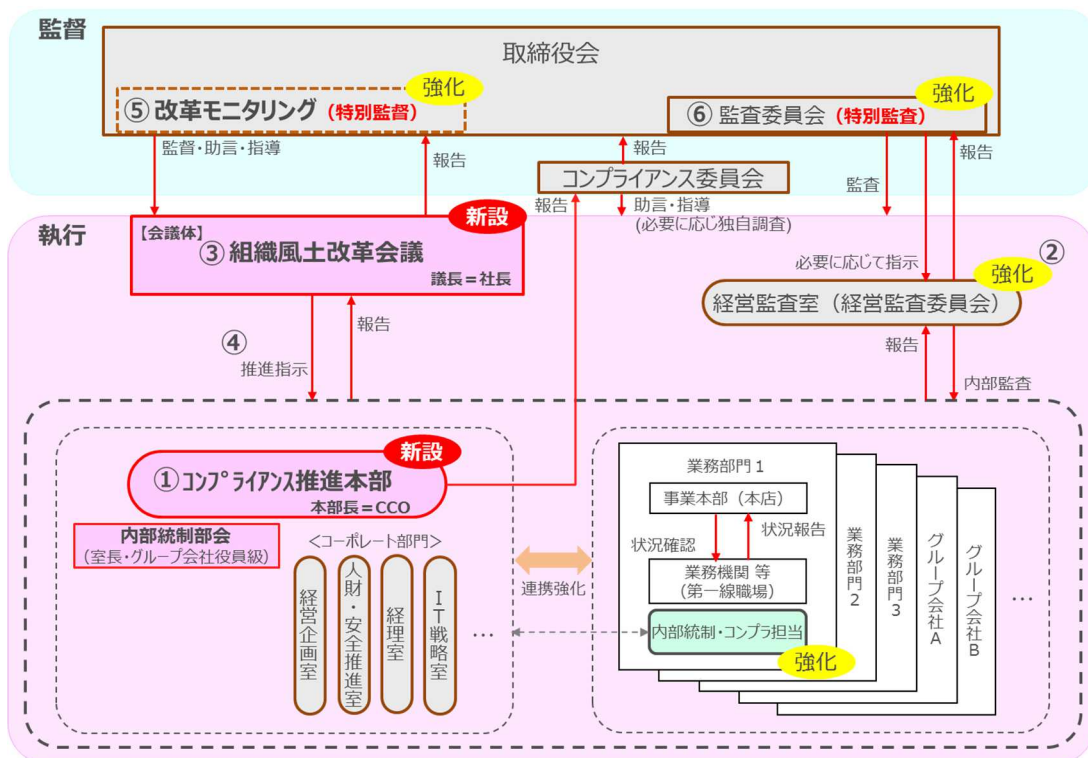 監督
取締役会
強化
⑤ 改革モニタリング (特別監督)
強化
⑥ 監査委員会 (特別監査)
監督・助言・指導
報告
報告
コンプライアンス委員会
監査
報告
報告
助言・指導
(必要に応じ独自調査)
執行
新設
【会議体】
③ 組織風土改革会議
議長＝社長
必要に応じて指示
強化
②
経営監査室（経営監査委員会）
④
推進指示
報告
報告
内部監査
新設
① コンプライアンス推進本部
本部長＝CCO
内部統制部会
(室長・グループ会社役員級)
＜コーポレート部門＞
経営企画室
人財・安全推進室
経理室
IT戦略室
…
連携強化
業務部門１
事業本部（本店）
状況確認
状況報告
業務機関 等
(第一線職場)
内部統制・コンプラ担当
強化
業務部門２
業務部門３
グループ会社A
グループ会社B
…